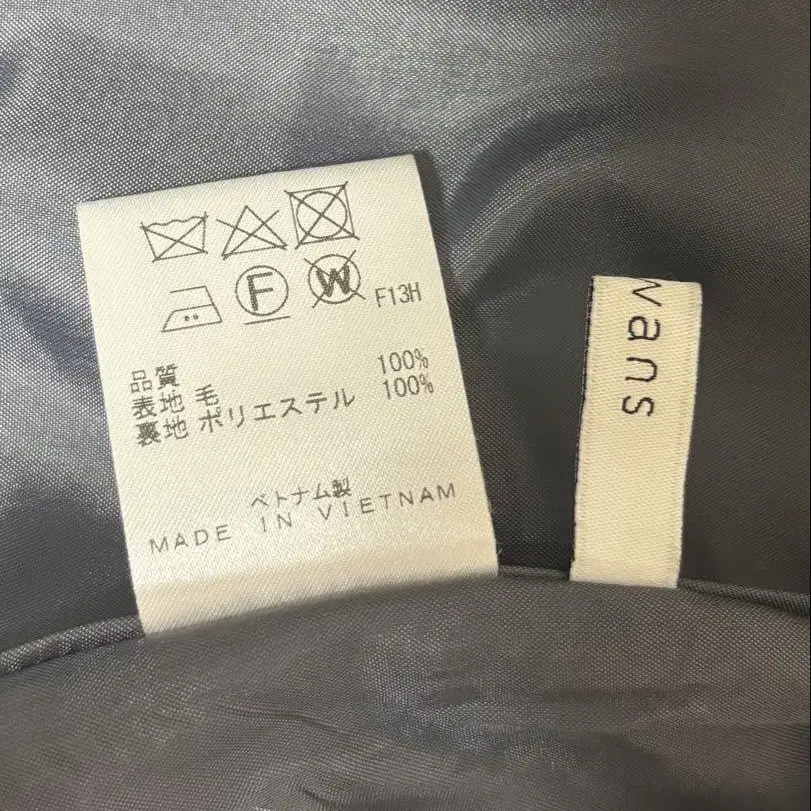 F
W
F13H
品質
表地 毛 100%
裏地 ポリエステル 100%
ベトナム製
MADE IN VIETNAM
wans